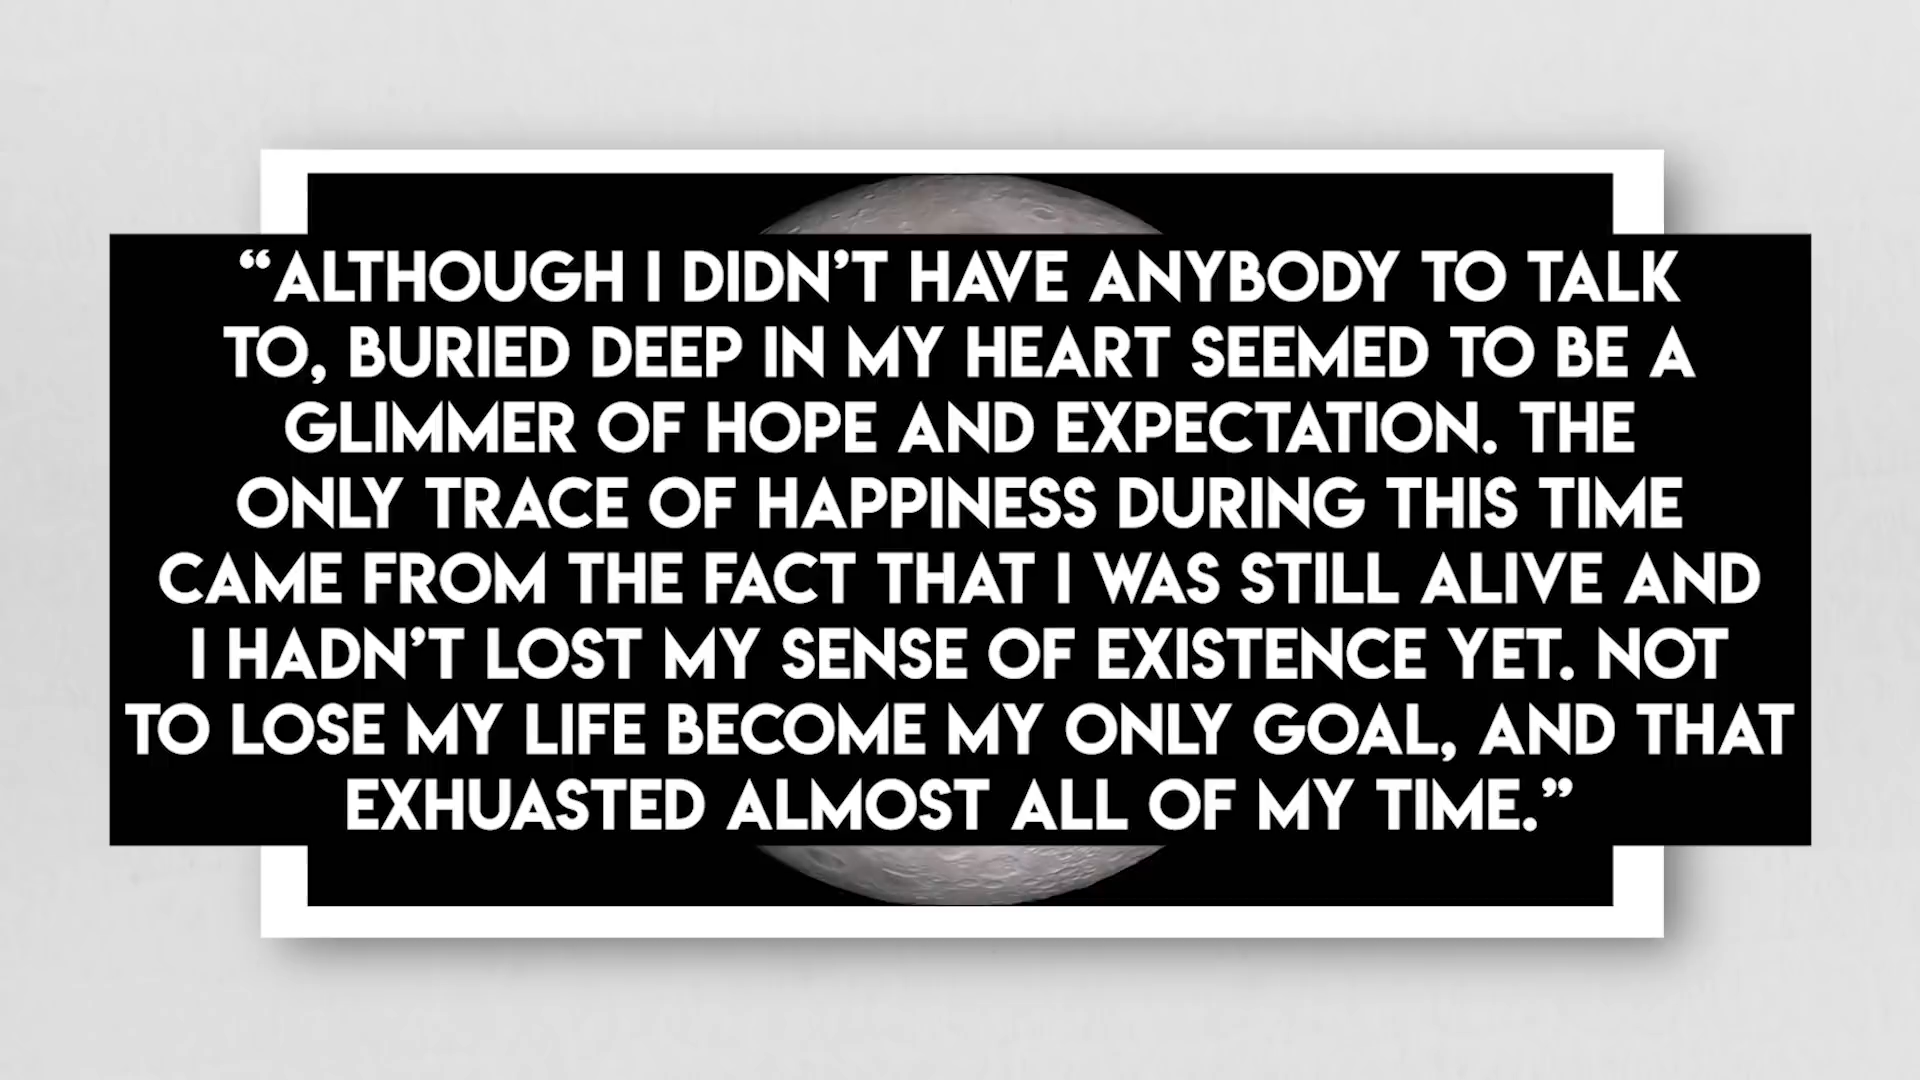 “ALTHOUGH I DIDN’T HAVE ANYBODY TO TALK
TO, BURIED DEEP IN MY HEART SEEMED TO BE A
GLIMMER OF HOPE AND EXPECTATION. THE
ONLY TRACE OF HAPPINESS DURING THIS TIME
CAME FROM THE FACT THAT I WAS STILL ALIVE AND
I HADN’T LOST MY SENSE OF EXISTENCE YET. NOT
TO LOSE MY LIFE BECOME MY ONLY GOAL, AND THAT
EXHUASTED ALMOST ALL OF MY TIME.”